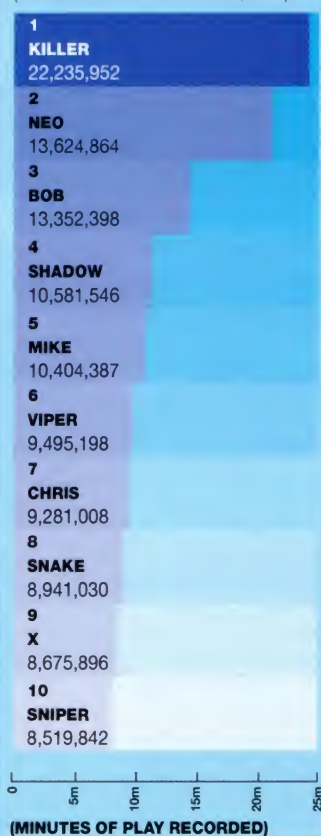 1
KILLER
22,235,952
2
NEO
13,624,864
3
BOB
13,352,398
4
SHADOW
10,581,546
5
MIKE
10,404,387
6
VIPER
9,495,198
7
CHRIS
9,281,008
8
SNAKE
8,941,030
9
X
8,675,896
10
SNIPER
8,519,842
0 5m 10m 15m 20m 25m
(MINUTES OF PLAY RECORDED)